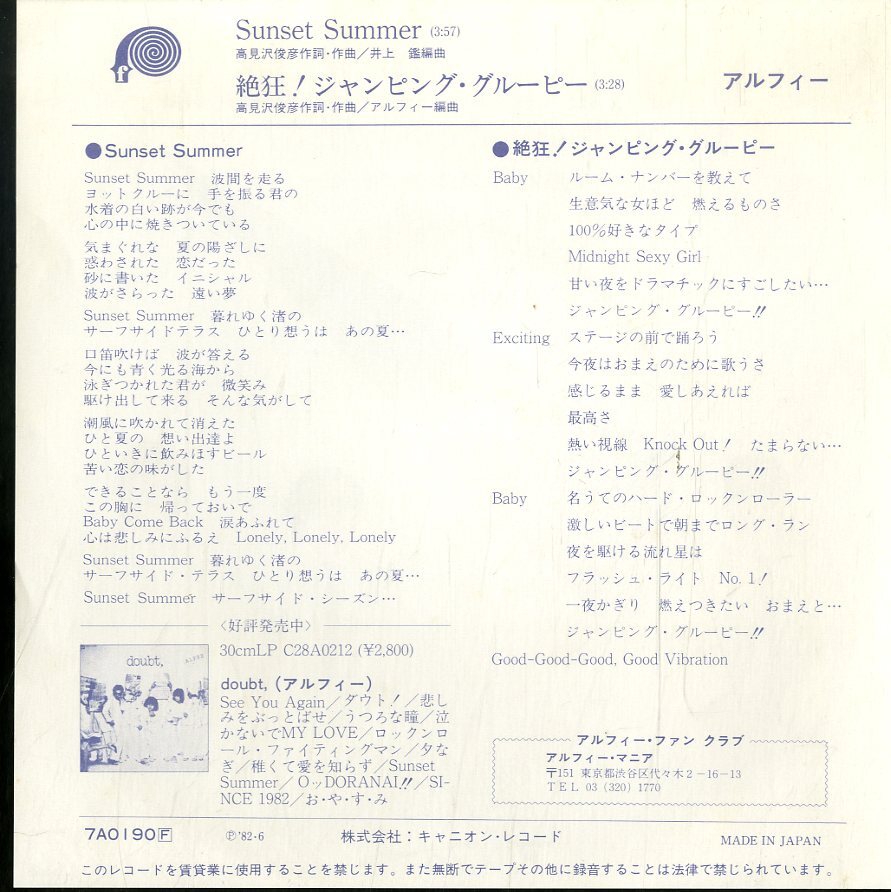 f
Sunset Summer (3:57)
高見沢俊彦作詞・作曲／井上　鑑編曲
絶狂！ジャンピング・グルーピー (3:28)
高見沢俊彦作詞・作曲／アルフィー編曲
アルフィー
●Sunset Summer
Sunset Summer　波間を走る
ヨットクルーに　手を振る君の
水着の白い跡が今でも
心の中に焼きついている
気まぐれな　夏の陽ざしに
惑わされた　恋だった
砂に書いた　イニシャル
波がさらった　遠い夢
Sunset Summer　暮れゆく渚の
サーフサイドテラス　ひとり想うは　あの夏…
口笛吹けば　波が答える
今にも青く光る海から
泳ぎつかれた君が　微笑み
駆け出して来る　そんな気がして
潮風に吹かれて消えた
ひと夏の　想い出達よ
ひといきに飲みほすビール
苦い恋の味がした
できることなら　もう一度
この胸に　帰っておいで
Baby Come Back　涙あふれて
心は悲しみにふるえ　Lonely, Lonely, Lonely
Sunset Summer　暮れゆく渚の
サーフサイド・テラス　ひとり想うは　あの夏…
Sunset Summer　サーフサイド・シーズン…
〈好評発売中〉
doubt,
ALFEE
30cmLP C28A0212 (¥2,800)
doubt, (アルフィー)
See You Again／ダウト！／悲し
みをぶっとばせ／うつろな瞳／泣
かないでMY LOVE／ロックンロ
ール・ファイティングマン／夕な
ぎ／稚くて愛を知らず／Sunset
Summer／OッDORANAI!!／SI-
NCE 1982／お・や・す・み
●絶狂！ジャンピング・グルーピー
Baby　ルーム・ナンバーを教えて
生意気な女ほど　燃えるものさ
100%好きなタイプ
Midnight Sexy Girl
甘い夜をドラマチックにすごしたい…
ジャンピング・グルーピー!!
Exciting　ステージの前で踊ろう
今夜はおまえのために歌うさ
感じるまま　愛しあえれば
最高さ
熱い視線　Knock Out！　たまらない…
ジャンピング・グルーピー!!
Baby　名うてのハード・ロックンローラー
激しいビートで朝までロング・ラン
夜を駆ける流れ星は
フラッシュ・ライト　No. 1！
一夜かぎり　燃えつきたい　おまえと…
ジャンピング・グルーピー!!
Good-Good-Good, Good Vibration
アルフィー・ファン クラブ
アルフィー・マニア
〒151 東京都渋谷区代々木2－16－13
TEL 03 (320) 1770
7A0190 F
Ⓟ'82・6
株式会社：キャニオン・レコード
MADE IN JAPAN
このレコードを賃貸業に使用することを禁じます。また無断でテープその他に録音することは法律で禁じられています。